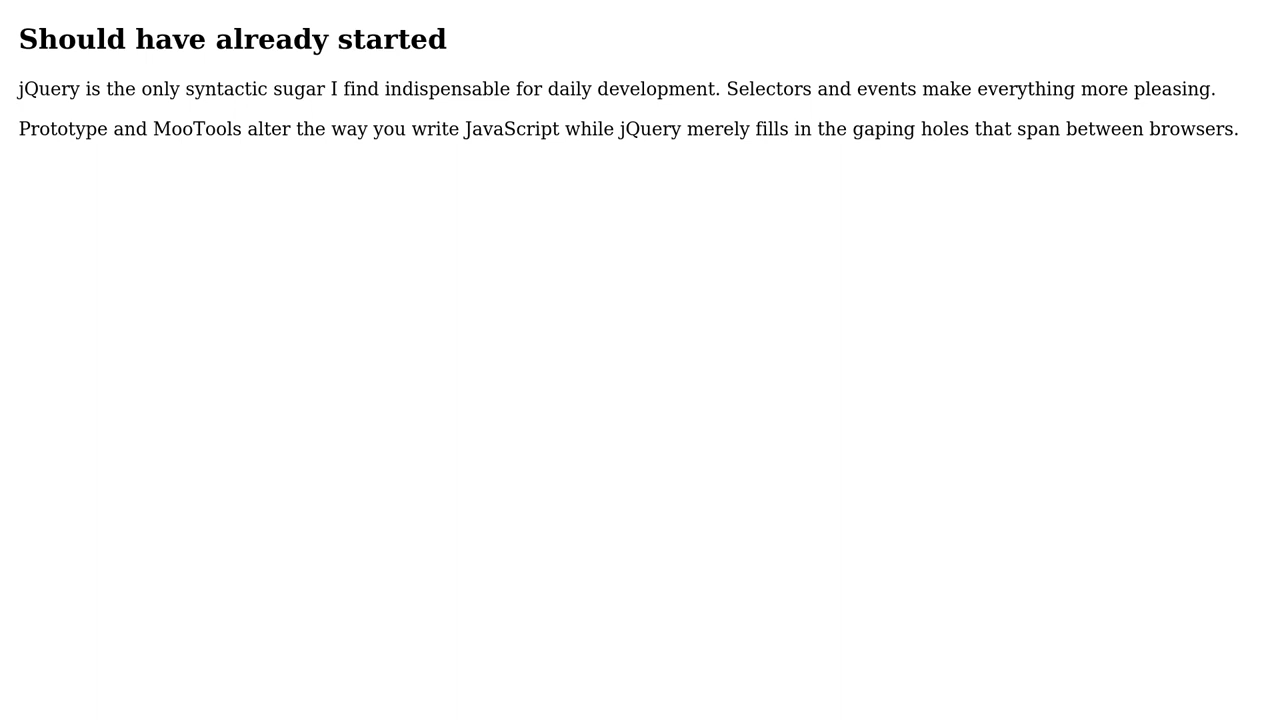 Should have already started
jQuery is the only syntactic sugar I find indispensable for daily development. Selectors and events make everything more pleasing.
Prototype and MooTools alter the way you write JavaScript while jQuery merely fills in the gaping holes that span between browsers.